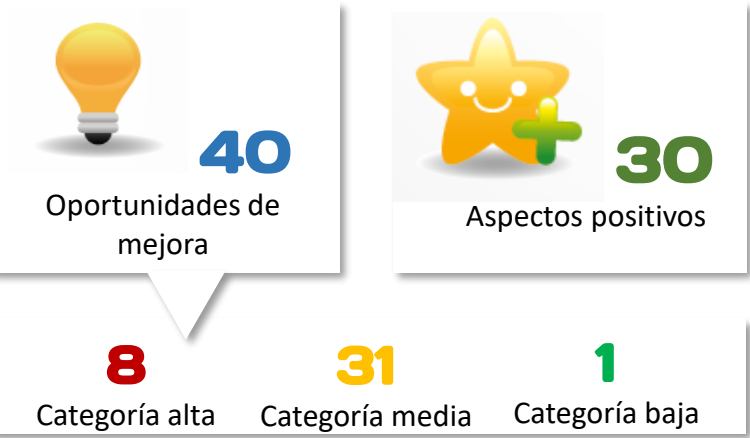 40
Oportunidades de
mejora
30
Aspectos positivos
8
Categoría alta
31
Categoría media
1
Categoría baja